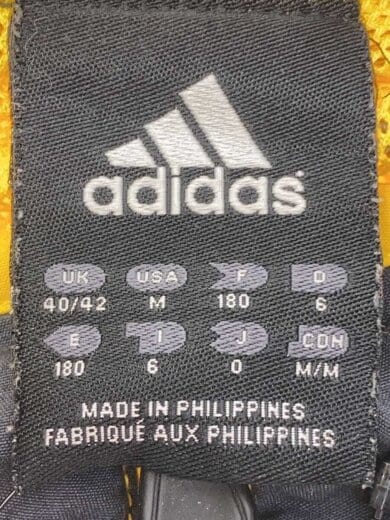 adidas
UK USA F D
40/42 M 180 6
E I J CDN
180 6 0 M/M
MADE IN PHILIPPINES
FABRIQUÉ AUX PHILIPPINES